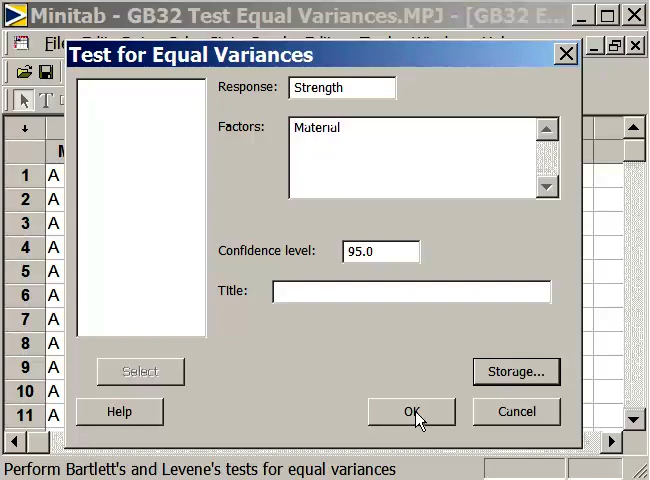 Minitab - GB32 Test Equal Variances.MPJ - [GB32 E
Test for Equal Variances
Response: Strength
Factors: Material
Confidence level: 95.0
Title:
Select
Storage...
Help
OK
Cancel
1 A
2 A
3 A
4 A
5 A
6 A
7 A
8 A
9 A
10 A
11 A
Perform Bartlett's and Levene's tests for equal variances